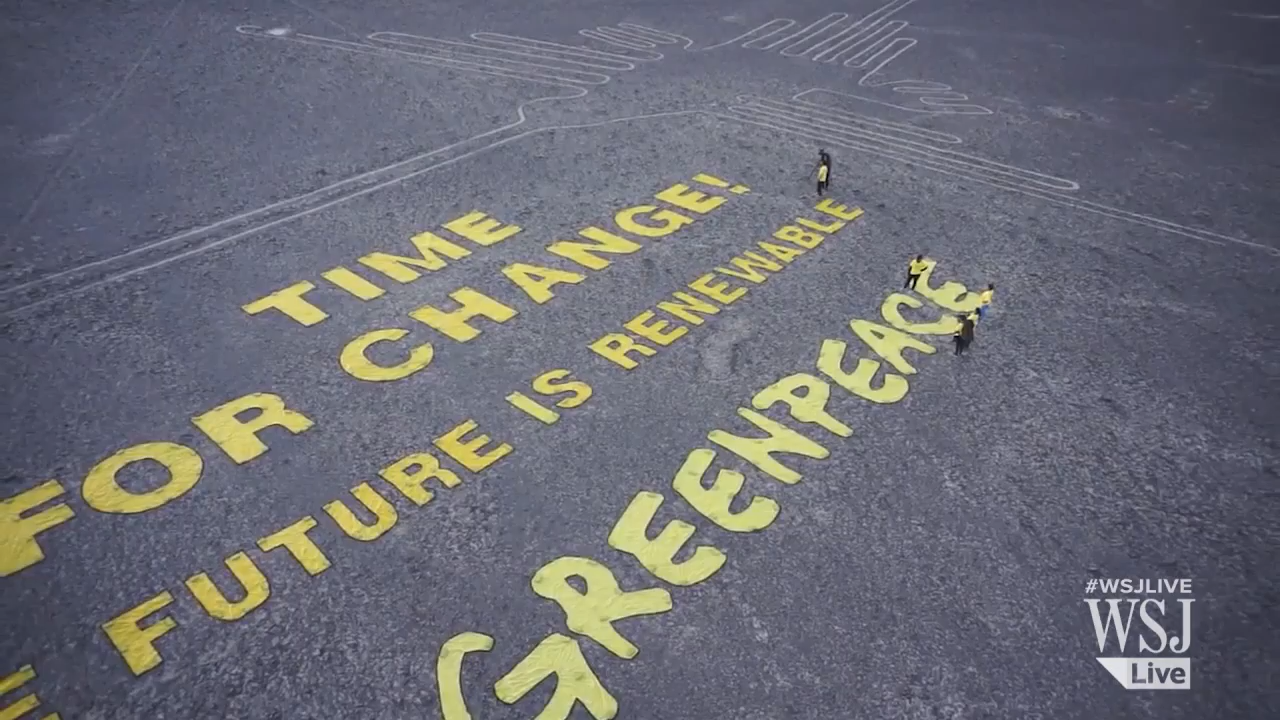 TIME
FOR CHANGE!
FUTURE IS RENEWABLE
GREENPEACE
#WSJLIVE
WSJ
Live